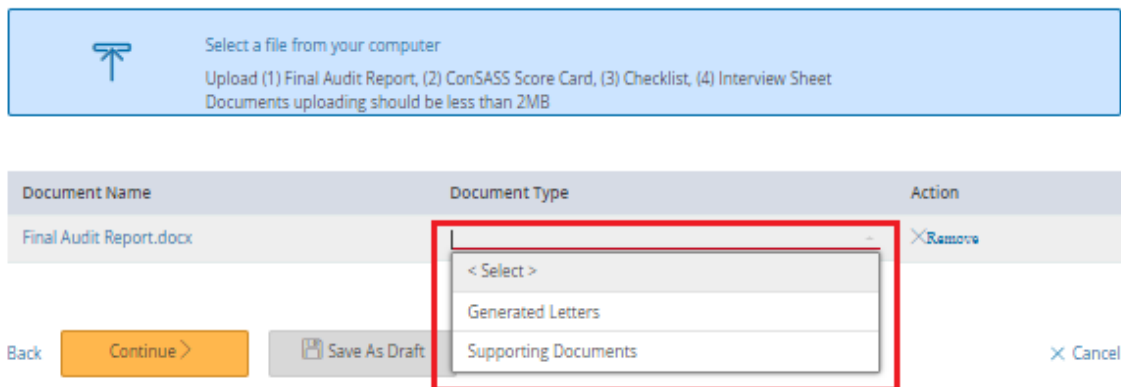 Select a file from your computer
Upload (1) Final Audit Report, (2) ConSASS Score Card, (3) Checklist, (4) Interview Sheet
Documents uploading should be less than 2MB
Document Name Document Type Action
Final Audit Report.docx Remove
< Select >
Generated Letters
Supporting Documents
Back Continue Save As Draft Cancel